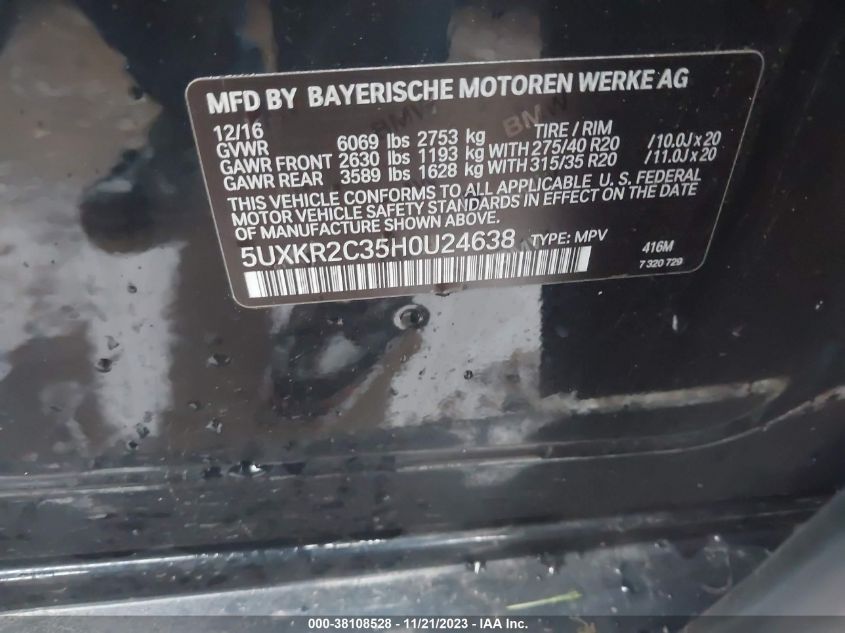 MFD BY BAYERISCHE MOTOREN WERKE AG
12/16 TIRE / RIM
GVWR 6069 lbs 2753 kg
GAWR FRONT 2630 lbs 1193 kg WITH 275/40 R20 /10.0J x 20
GAWR REAR 3589 lbs 1628 kg WITH 315/35 R20 /11.0J x 20
THIS VEHICLE CONFORMS TO ALL APPLICABLE U. S. FEDERAL
MOTOR VEHICLE SAFETY STANDARDS IN EFFECT ON THE DATE
OF MANUFACTURE SHOWN ABOVE.
5UXKR2C35H0U24638 TYPE: MPV 416M
7 320 729
000-38108528 - 11/21/2023 - © IAA Inc.